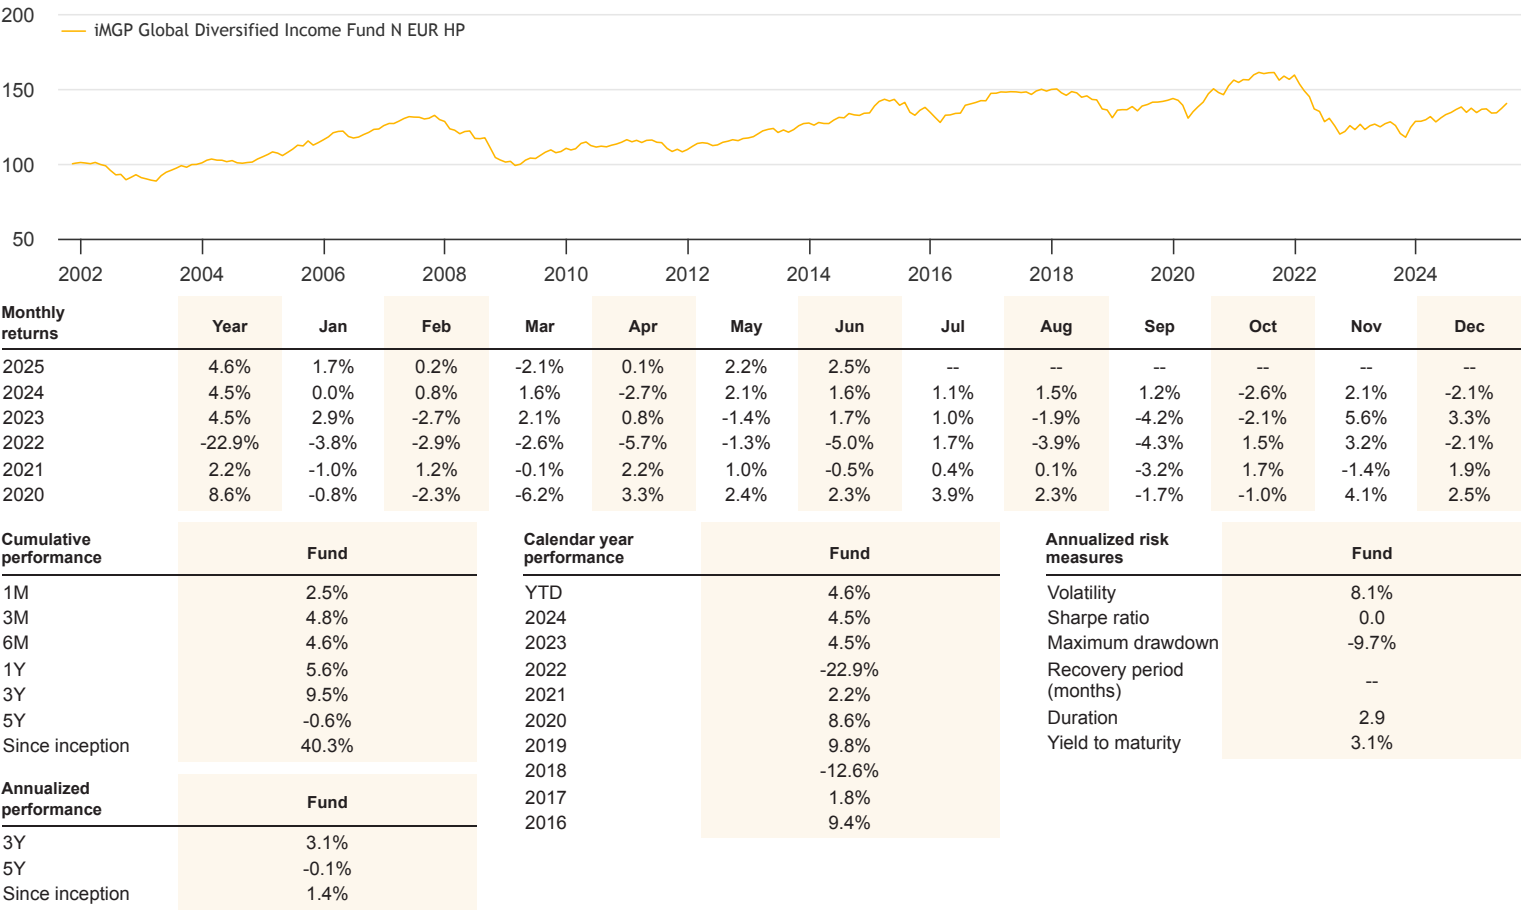 200
iMGP Global Diversified Income Fund N EUR HP
150
100
50
2002 2004 2006 2008 2010 2012 2014 2016 2018 2020 2022 2024
Monthly
returns Year Jan Feb Mar Apr May Jun Jul Aug Sep Oct Nov Dec
2025 4.6% 1.7% 0.2% -2.1% 0.1% 2.2% 2.5% -- -- -- -- -- --
2024 4.5% 0.0% 0.8% 1.6% -2.7% 2.1% 1.6% 1.1% 1.5% 1.2% -2.6% 2.1% -2.1%
2023 4.5% 2.9% -2.7% 2.1% 0.8% -1.4% 1.7% 1.0% -1.9% -4.2% -2.1% 5.6% 3.3%
2022 -22.9% -3.8% -2.9% -2.6% -5.7% -1.3% -5.0% 1.7% -3.9% -4.3% 1.5% 3.2% -2.1%
2021 2.2% -1.0% 1.2% -0.1% 2.2% 1.0% -0.5% 0.4% 0.1% -3.2% 1.7% -1.4% 1.9%
2020 8.6% -0.8% -2.3% -6.2% 3.3% 2.4% 2.3% 3.9% 2.3% -1.7% -1.0% 4.1% 2.5%
Cumulative
performance Fund
1M 2.5%
3M 4.8%
6M 4.6%
1Y 5.6%
3Y 9.5%
5Y -0.6%
Since inception 40.3%
Annualized
performance Fund
3Y 3.1%
5Y -0.1%
Since inception 1.4%
Calendar year
performance Fund
YTD 4.6%
2024 4.5%
2023 4.5%
2022 -22.9%
2021 2.2%
2020 8.6%
2019 9.8%
2018 -12.6%
2017 1.8%
2016 9.4%
Annualized risk
measures Fund
Volatility 8.1%
Sharpe ratio 0.0
Maximum drawdown -9.7%
Recovery period
(months) --
Duration 2.9
Yield to maturity 3.1%